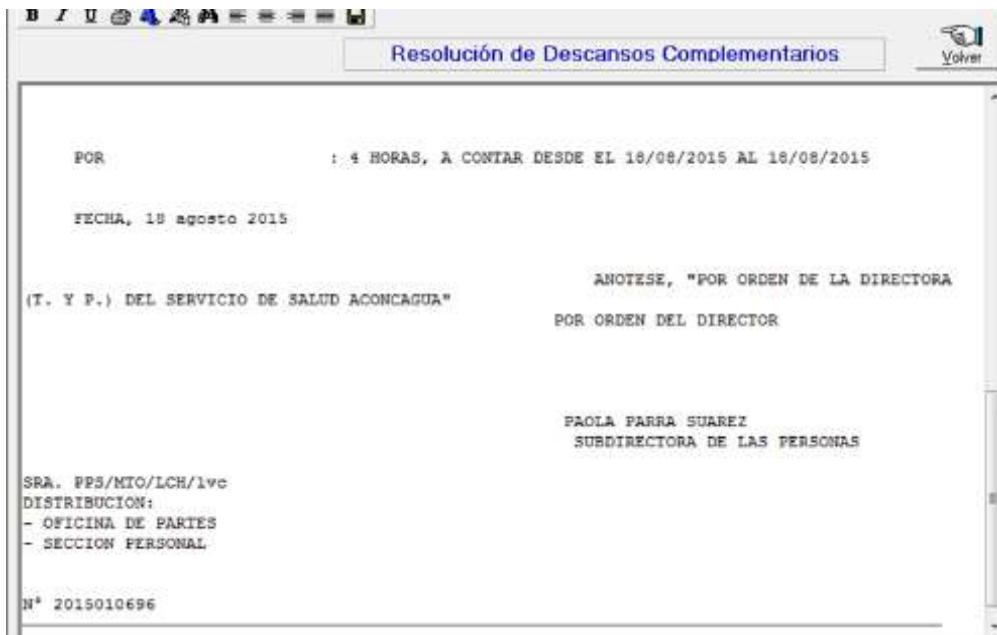 B I U
Resolución de Descansos Complementarios
Volver
POR : 4 HORAS, A CONTAR DESDE EL 18/08/2015 AL 18/08/2015
FECHA, 18 agosto 2015
ANOTESE, "POR ORDEN DE LA DIRECTORA
(T. Y P.) DEL SERVICIO DE SALUD ACONCAGUA"
POR ORDEN DEL DIRECTOR
PAOLA PARRA SUAREZ
SUBDIRECTORA DE LAS PERSONAS
SRA. PPS/MTO/LCH/lvc
DISTRIBUCION:
- OFICINA DE PARTES
- SECCION PERSONAL
Nº 2015010696